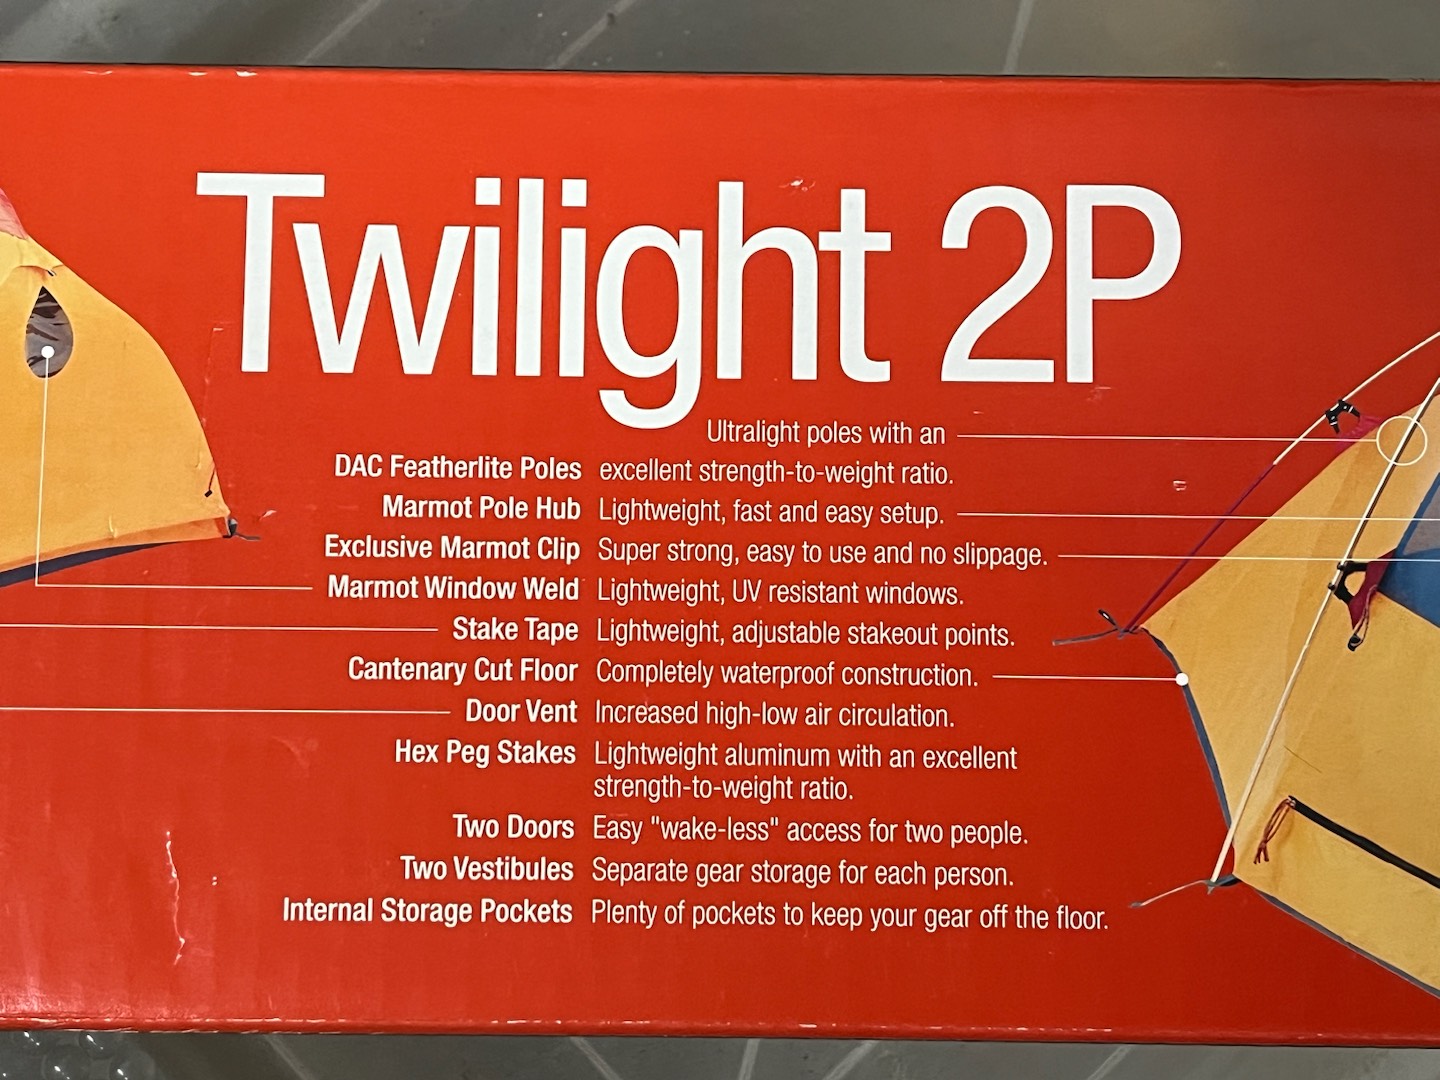 Twilight 2P
Ultralight poles with an
DAC Featherlite Poles excellent strength-to-weight ratio.
Marmot Pole Hub Lightweight, fast and easy setup.
Exclusive Marmot Clip Super strong, easy to use and no slippage.
Marmot Window Weld Lightweight, UV resistant windows.
Stake Tape Lightweight, adjustable stakeout points.
Cantenary Cut Floor Completely waterproof construction.
Door Vent Increased high-low air circulation.
Hex Peg Stakes Lightweight aluminum with an excellent
strength-to-weight ratio.
Two Doors Easy "wake-less" access for two people.
Two Vestibules Separate gear storage for each person.
Internal Storage Pockets Plenty of pockets to keep your gear off the floor.